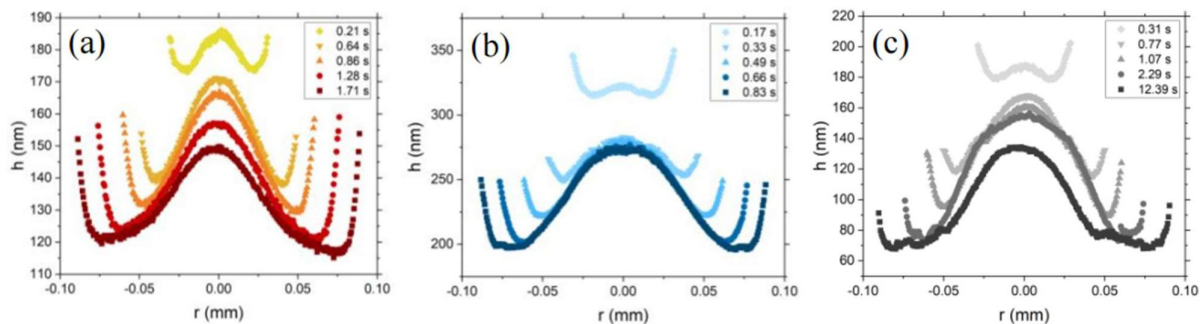 (a)
0.21 s
0.64 s
0.86 s
1.28 s
1.71 s
190
180
170
160
150
140
130
120
110
h (nm)
-0.10
-0.05
0.00
0.05
0.10
r (mm)
(b)
0.17 s
0.33 s
0.49 s
0.66 s
0.83 s
350
300
250
200
h (nm)
-0.10
-0.05
0.00
0.05
0.10
r (mm)
(c)
0.31 s
0.77 s
1.07 s
2.29 s
12.39 s
220
200
180
160
140
120
100
80
60
h (nm)
-0.10
-0.05
0.00
0.05
0.10
r (mm)